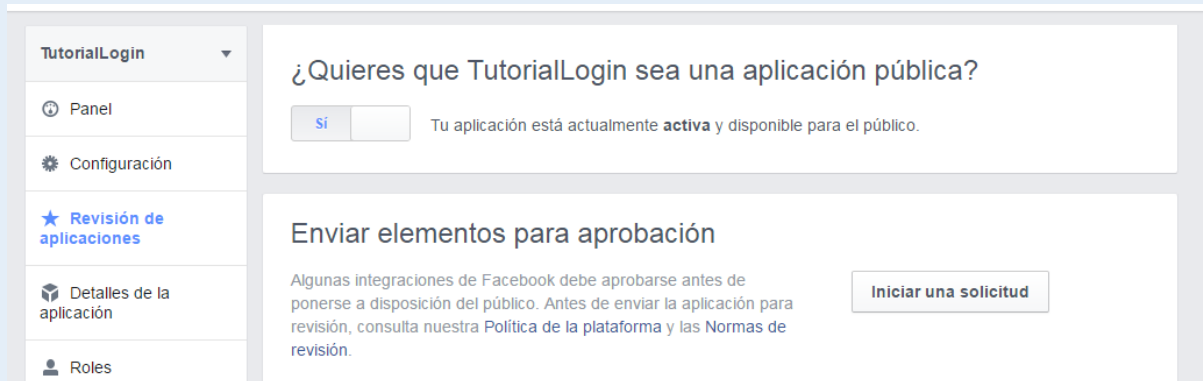 TutorialLogin
Panel
Configuración
Revisión de
aplicaciones
Detalles de la
aplicación
Roles
¿Quieres que TutorialLogin sea una aplicación pública?
Sí
Tu aplicación está actualmente activa y disponible para el público.
Enviar elementos para aprobación
Algunas integraciones de Facebook debe aprobarse antes de
ponerse a disposición del público. Antes de enviar la aplicación para
revisión, consulta nuestra Política de la plataforma y las Normas de
revisión.
Iniciar una solicitud